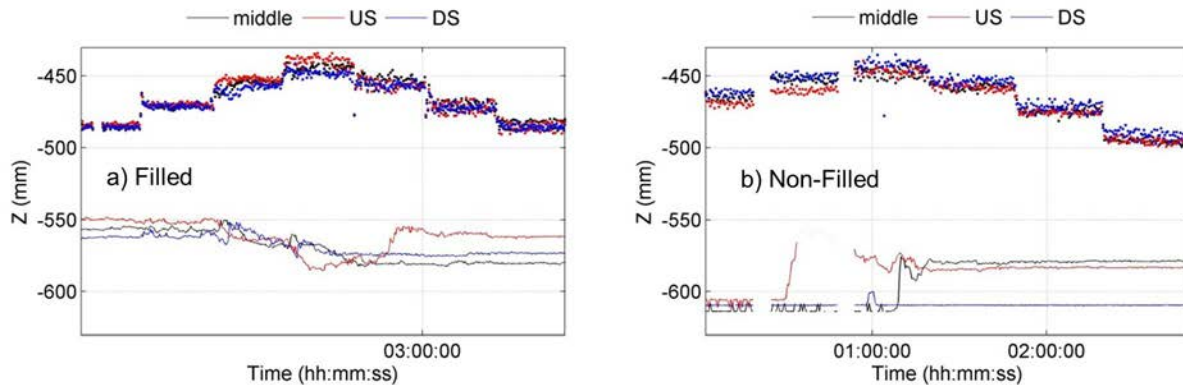 middle US DS
middle US DS
-450
-500
-550
-600
Z (mm)
a) Filled
03:00:00
Time (hh:mm:ss)
-450
-500
-550
-600
Z (mm)
b) Non-Filled
01:00:00 02:00:00
Time (hh:mm:ss)